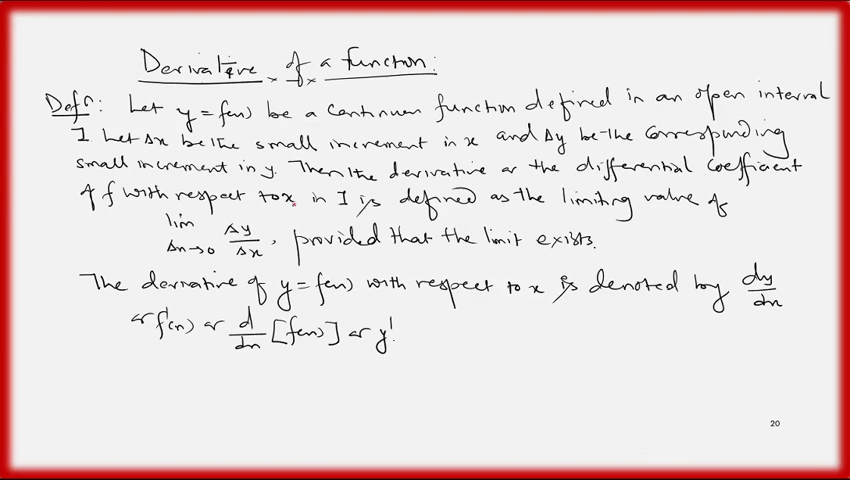 Derivative of a function:
Defn: Let y = f(x) be a continuous function defined in an open interval
I Let Δx be the small increment in x and Δy be the corresponding
small increment in y. Then the derivative or the differential coefficient
of f with respect to x in I is defined as the limiting value of
lim Δx→0 Δy/Δx, provided that the limit exists.
The derivative of y = f(x) with respect to x is denoted by dy/dx
or f'(x) or d/dx [f(x)] or y'.
20